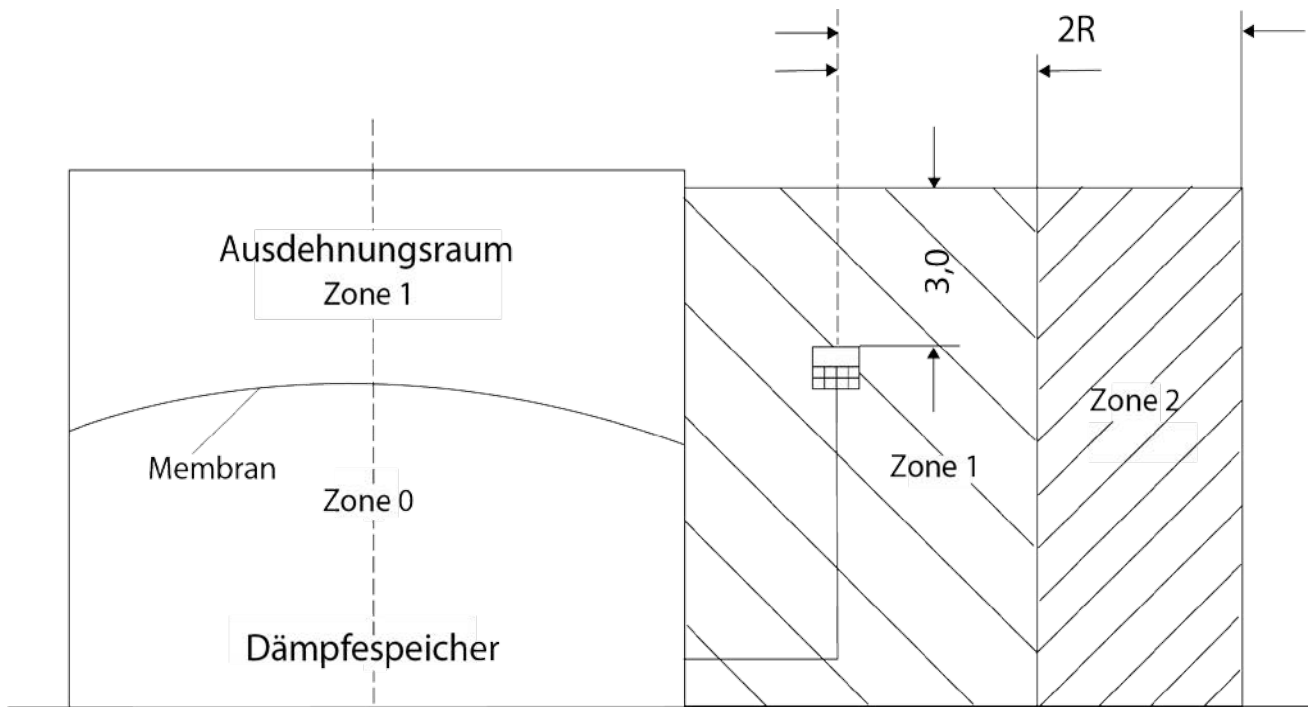 2R
Ausdehnungsraum
Zone 1
3,0
Membran
Zone 0
Zone 1
Zone 2
Dämpfespeicher